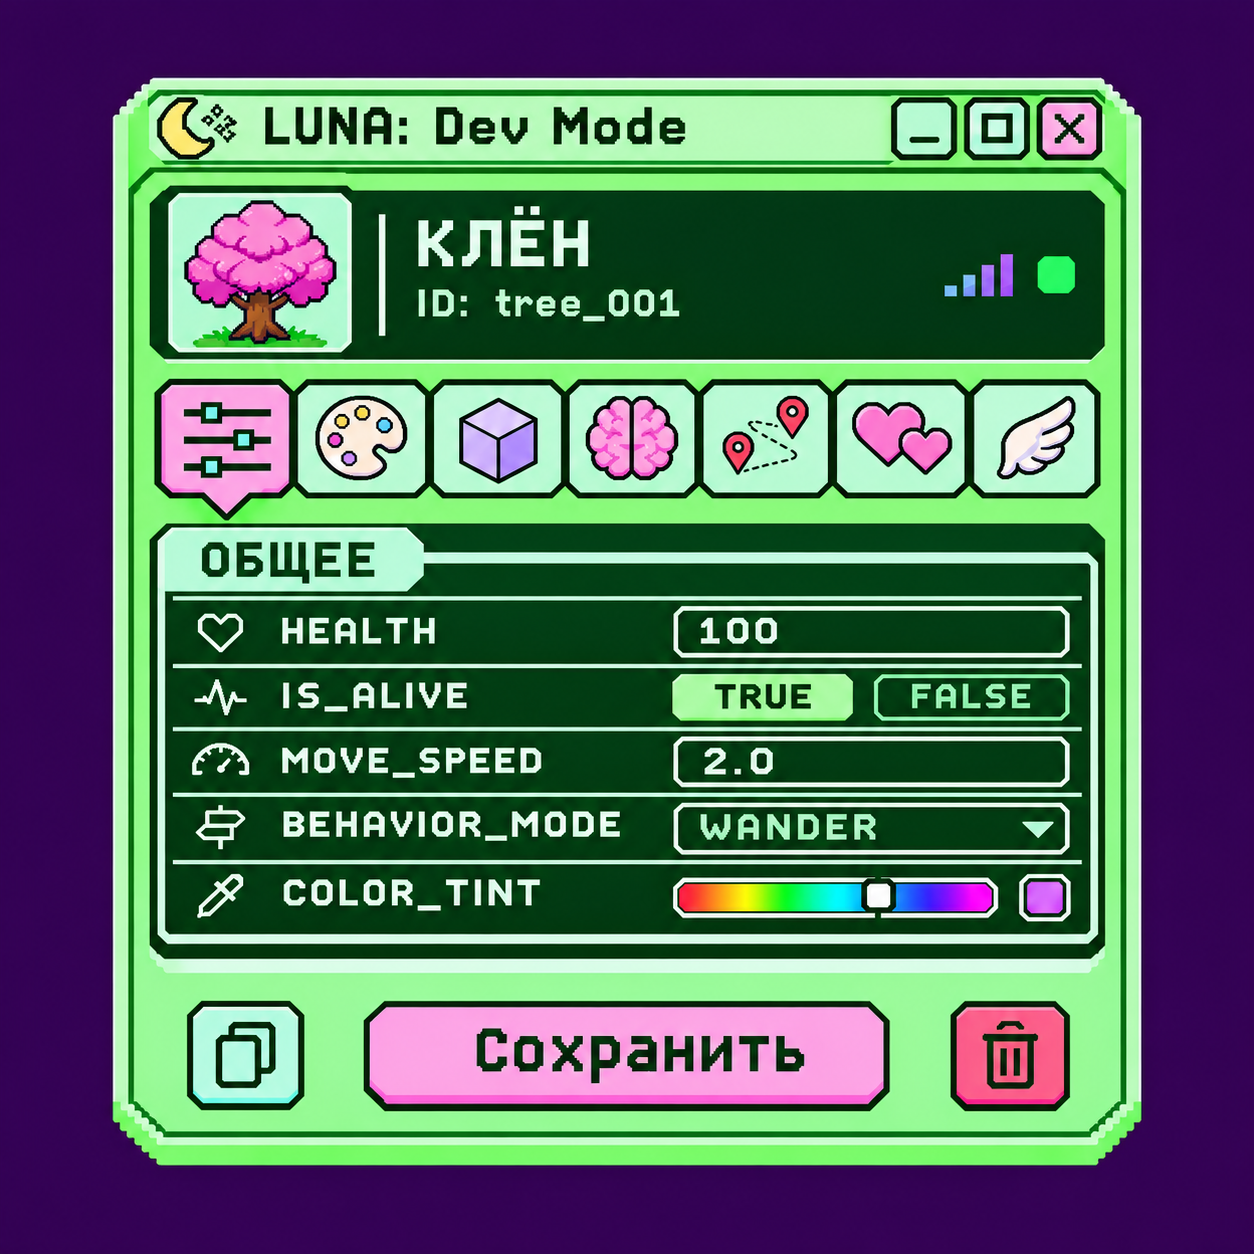 LUNA: Dev Mode
КЛЁН
ID: tree_001
ОБЩЕЕ
HEALTH 100
IS_ALIVE TRUE FALSE
MOVE_SPEED 2.0
BEHAVIOR_MODE WANDER
COLOR_TINT
Сохранить